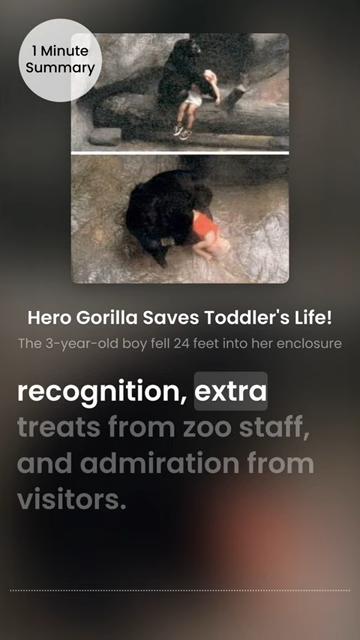 1 Minute
Summary
Hero Gorilla Saves Toddler's Life!
The 3-year-old boy fell 24 feet into her enclosure
recognition, extra
treats from zoo staff,
and admiration from
visitors.